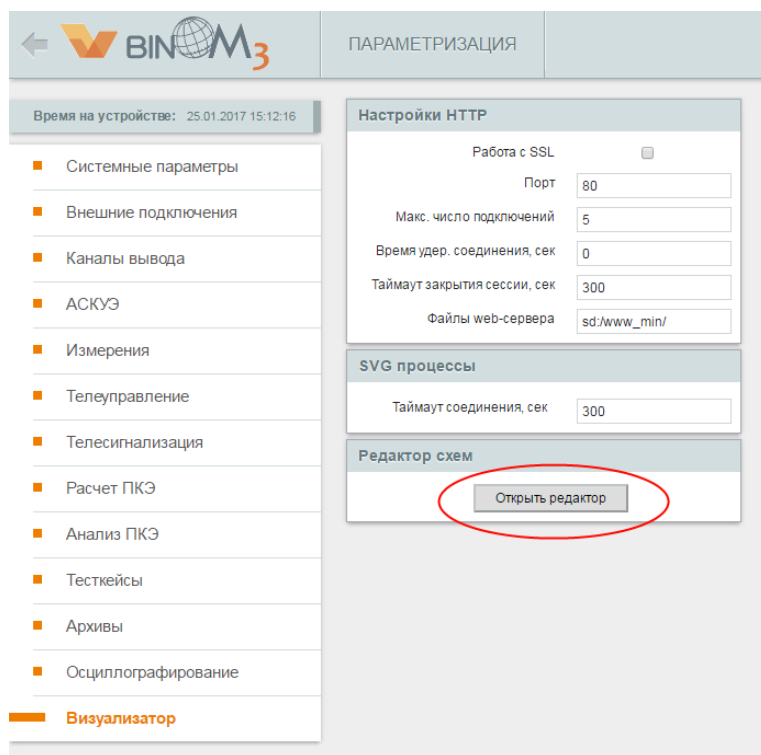 BINOM3
ПАРАМЕТРИЗАЦИЯ
Время на устройстве: 25.01.2017 15:12:16
Системные параметры
Внешние подключения
Каналы вывода
АСКУЭ
Измерения
Телеуправление
Телесигнализация
Расчет ПКЭ
Анализ ПКЭ
Тесткейсы
Архивы
Осциллографирование
Визуализатор
Настройки HTTP
Работа с SSL
Порт 80
Макс. число подключений 5
Время удер. соединения, сек 0
Таймаут закрытия сессии, сек 300
Файлы web-сервера sd:/www_min/
SVG процессы
Таймаут соединения, сек 300
Редактор схем
Открыть редактор